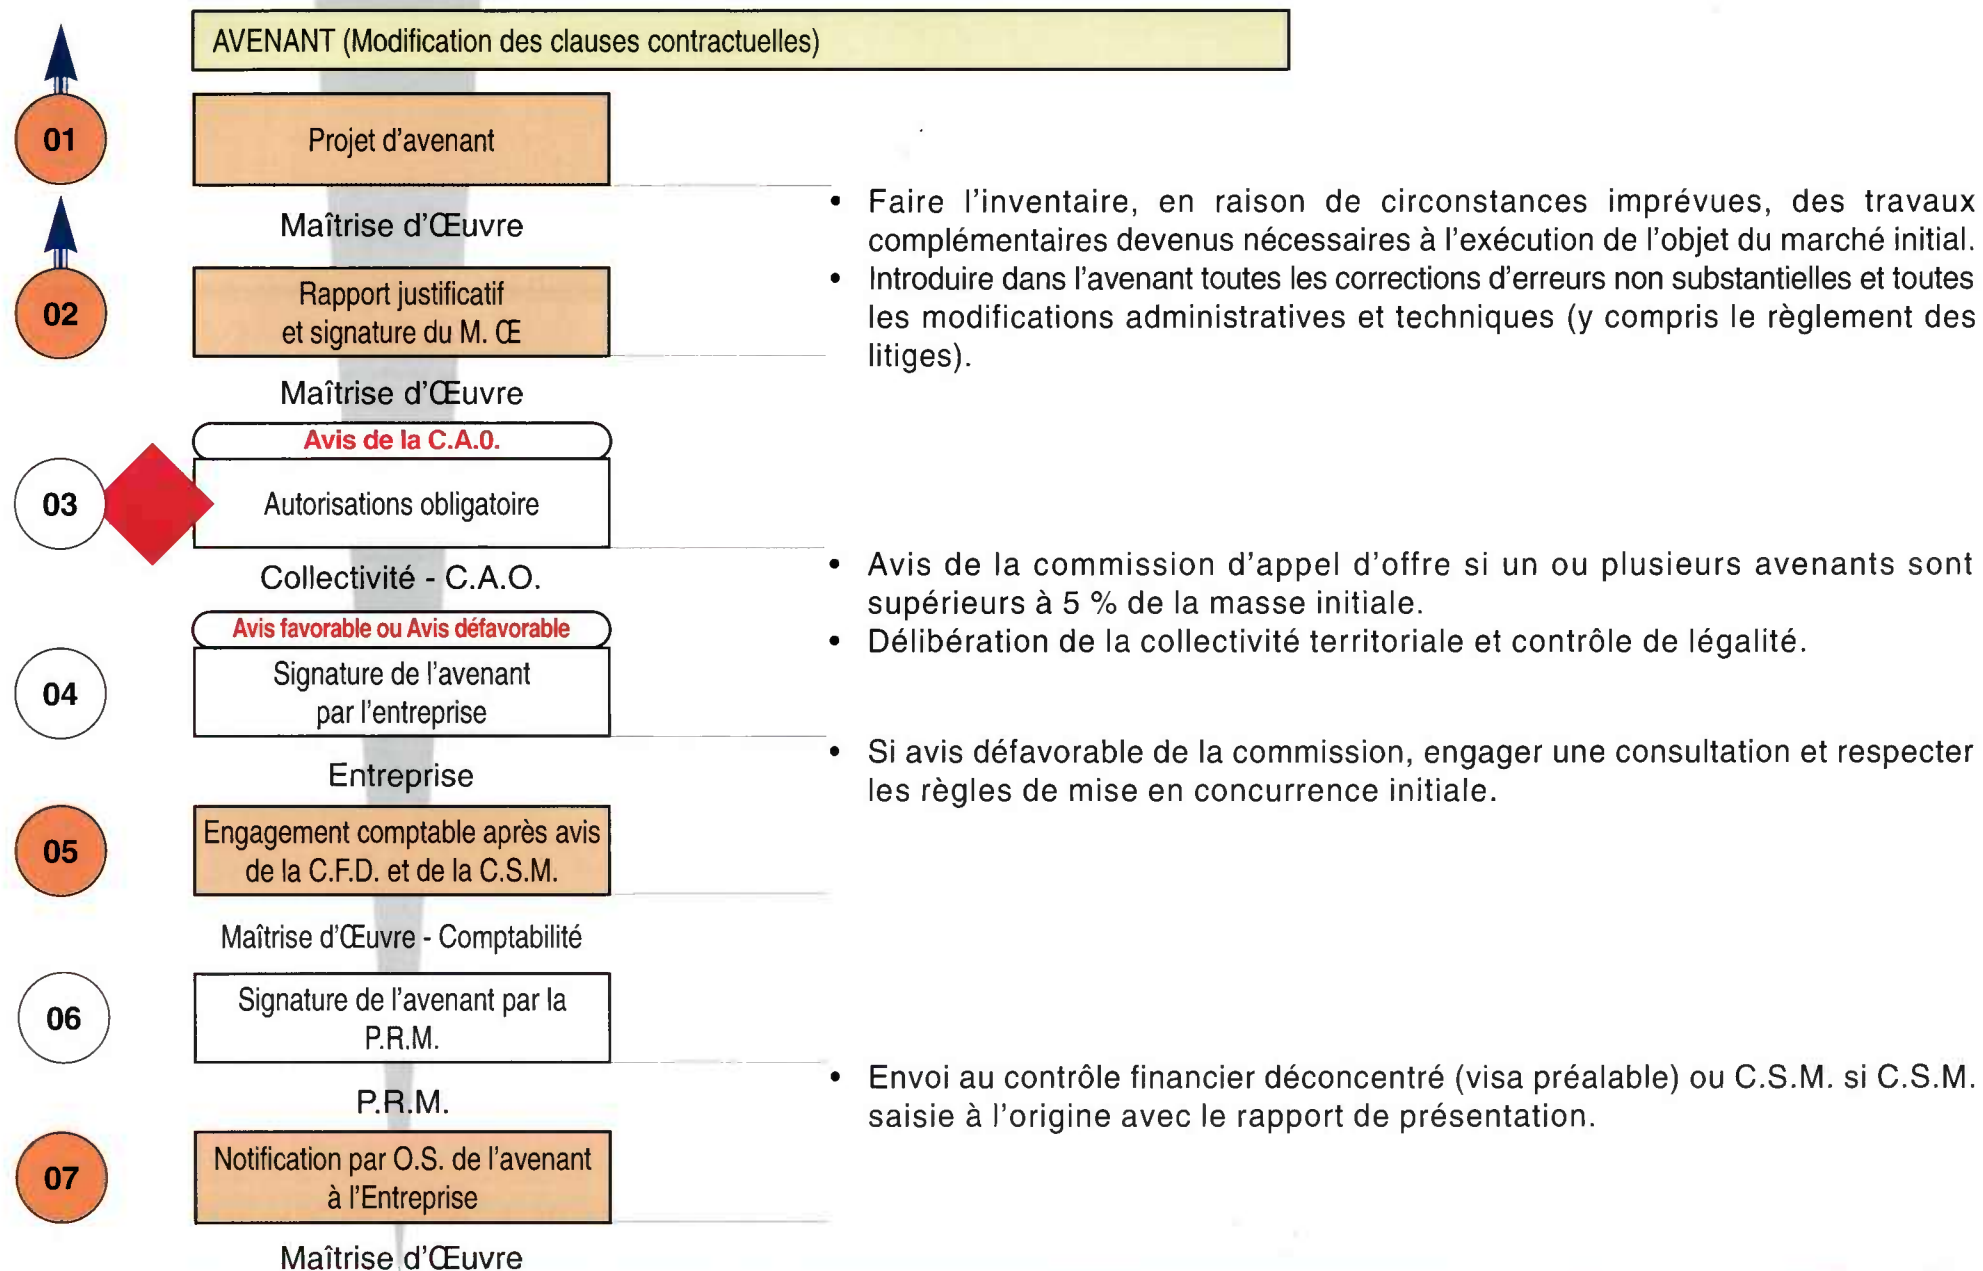 AVENANT (Modification des clauses contractuelles)
01
Projet d'avenant
Maîtrise d'Œuvre
02
Rapport justificatif
et signature du M. Œ
Maîtrise d'Œuvre
• Faire l'inventaire, en raison de circonstances imprévues, des travaux
complémentaires devenus nécessaires à l'exécution de l'objet du marché initial.
• Introduire dans l'avenant toutes les corrections d'erreurs non substantielles et toutes
les modifications administratives et techniques (y compris le règlement des
litiges).
Avis de la C.A.0.
03
Autorisations obligatoire
Collectivité - C.A.O.
• Avis de la commission d'appel d'offre si un ou plusieurs avenants sont
supérieurs à 5 % de la masse initiale.
• Délibération de la collectivité territoriale et contrôle de légalité.
Avis favorable ou Avis défavorable
04
Signature de l'avenant
par l'entreprise
Entreprise
• Si avis défavorable de la commission, engager une consultation et respecter
les règles de mise en concurrence initiale.
05
Engagement comptable après avis
de la C.F.D. et de la C.S.M.
Maîtrise d'Œuvre - Comptabilité
06
Signature de l'avenant par la
P.R.M.
P.R.M.
• Envoi au contrôle financier déconcentré (visa préalable) ou C.S.M. si C.S.M.
saisie à l'origine avec le rapport de présentation.
07
Notification par O.S. de l'avenant
à l'Entreprise
Maîtrise d'Œuvre